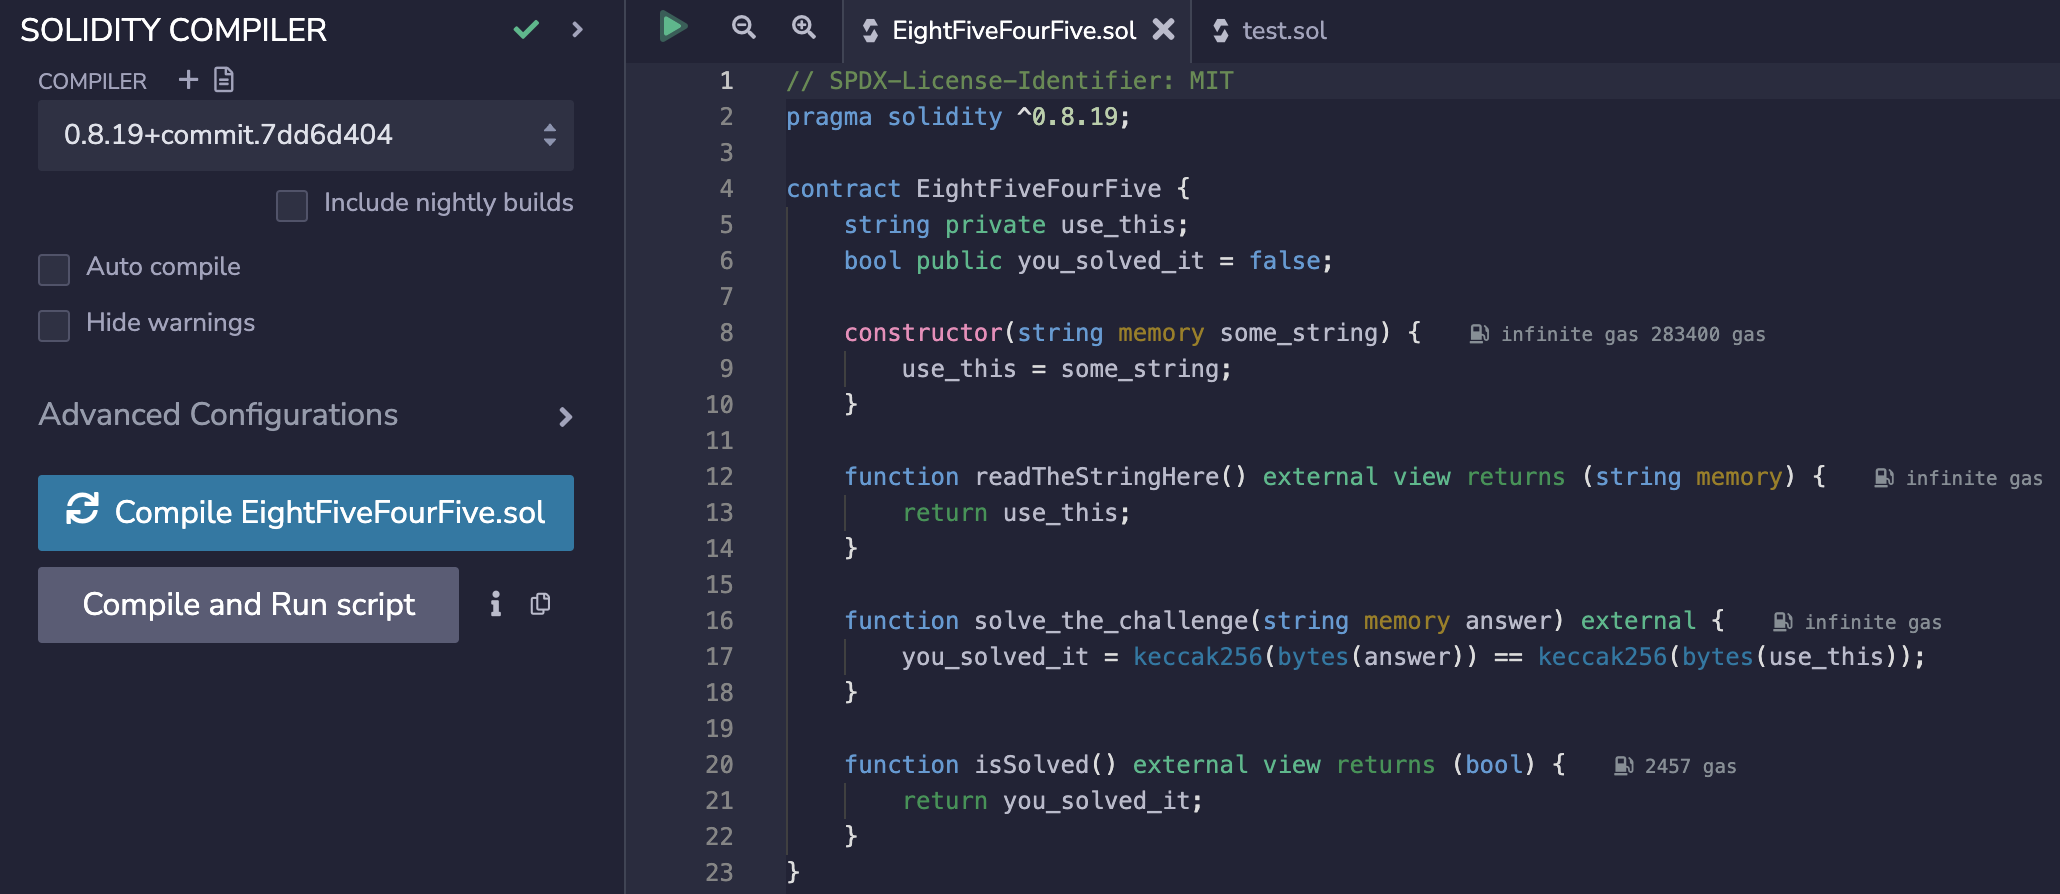 SOLIDITY COMPILER
COMPILER
0.8.19+commit.7dd6d404
Include nightly builds
Auto compile
Hide warnings
Advanced Configurations
Compile EightFiveFourFive.sol
Compile and Run script
EightFiveFourFive.sol
test.sol
1 // SPDX-License-Identifier: MIT
2 pragma solidity ^0.8.19;
3
4 contract EightFiveFourFive {
5 string private use_this;
6 bool public you_solved_it = false;
7
8 constructor(string memory some_string) { infinite gas 283400 gas
9 use_this = some_string;
10 }
11
12 function readTheStringHere() external view returns (string memory) { infinite gas
13 return use_this;
14 }
15
16 function solve_the_challenge(string memory answer) external { infinite gas
17 you_solved_it = keccak256(bytes(answer)) == keccak256(bytes(use_this));
18 }
19
20 function isSolved() external view returns (bool) { 2457 gas
21 return you_solved_it;
22 }
23 }